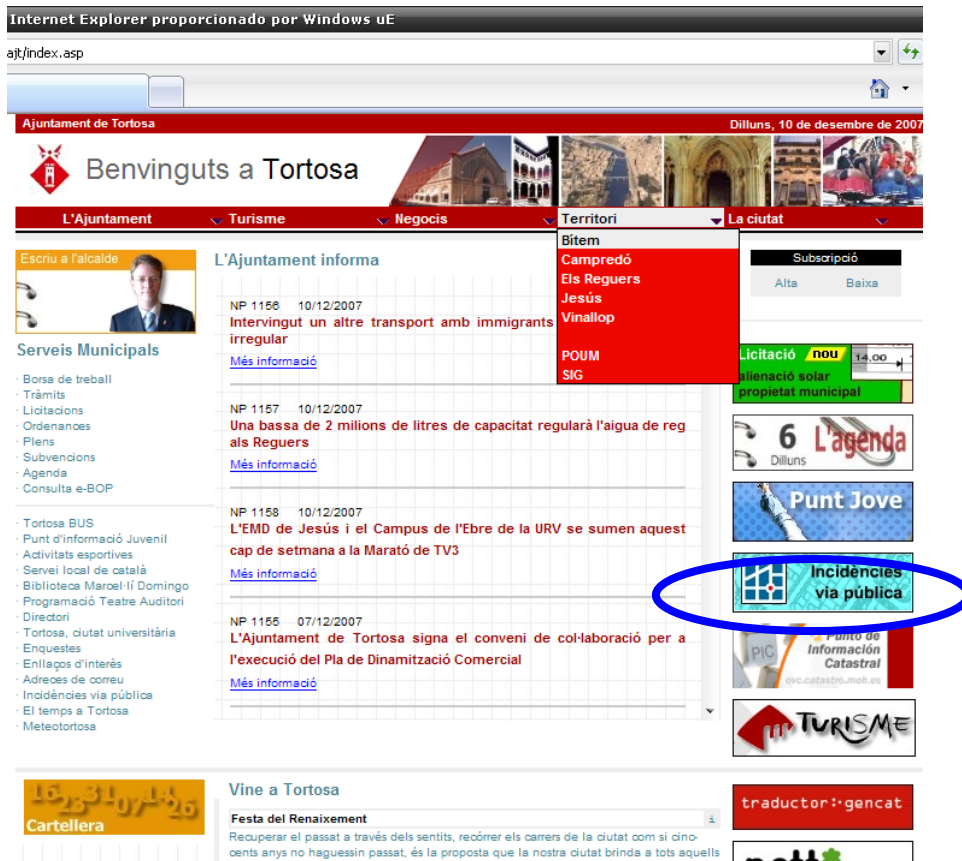 Internet Explorer proporcionado por Windows uE
ajt/index.asp
Ajuntament de Tortosa
Dilluns, 10 de desembre de 2007
Benvinguts a Tortosa
L'Ajuntament
Turisme
Negocis
Territori
La ciutat
Bítem
Campredó
Els Reguers
Jesús
Vinallop
POUM
SIG
Escriu a l'alcalde
Serveis Municipals
· Borsa de treball
· Tràmits
· Licitacions
· Ordenances
· Plens
· Subvencions
· Agenda
· Consulta e-BOP
· Tortosa BUS
· Punt d'informació Juvenil
· Activitats esportives
· Servei local de català
· Biblioteca Marcel·lí Domingo
· Programació Teatre Auditori
· Directori
· Tortosa, ciutat universitària
· Enquestes
· Enllaços d'interès
· Adreces de correu
· Incidències via pública
· El temps a Tortosa
· Meteotortosa
L'Ajuntament informa
NP 1156 10/12/2007
Intervingut un altre transport amb immigrants
irregular
Més informació
NP 1157 10/12/2007
Una bassa de 2 milions de litres de capacitat regularà l'aigua de reg
als Reguers
Més informació
NP 1158 10/12/2007
L'EMD de Jesús i el Campus de l'Ebre de la URV se sumen aquest
cap de setmana a la Marató de TV3
Més informació
NP 1155 07/12/2007
L'Ajuntament de Tortosa signa el conveni de col·laboració per a
l'execució del Pla de Dinamització Comercial
Més informació
Subscripció
Alta Baixa
Licitació nou 14,00
alienació solar
propietat municipal
6 L'agenda
Dilluns
Punt Jove
Incidències
via pública
Punto de
PIC Información
Catastral
ovc.catastro.meh.es
TURISME
16 23 31 07 14 26
Cartellera
Vine a Tortosa
Festa del Renaixement
i
Recuperar el passat a través dels sentits, recórrer els carrers de la ciutat com si cinc-
cents anys no haguessin passat, és la proposta que la nostra ciutat brinda a tots aquells
traductor:·gencat